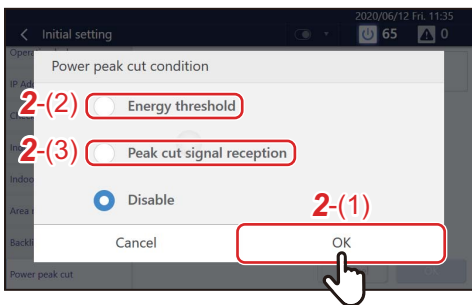 2020/06/12 Fri. 11:35
Initial setting
65
0
Power peak cut condition
2-(2)
Energy threshold
2-(3)
Peak cut signal reception
Disable
2-(1)
Cancel
OK
Power peak cut